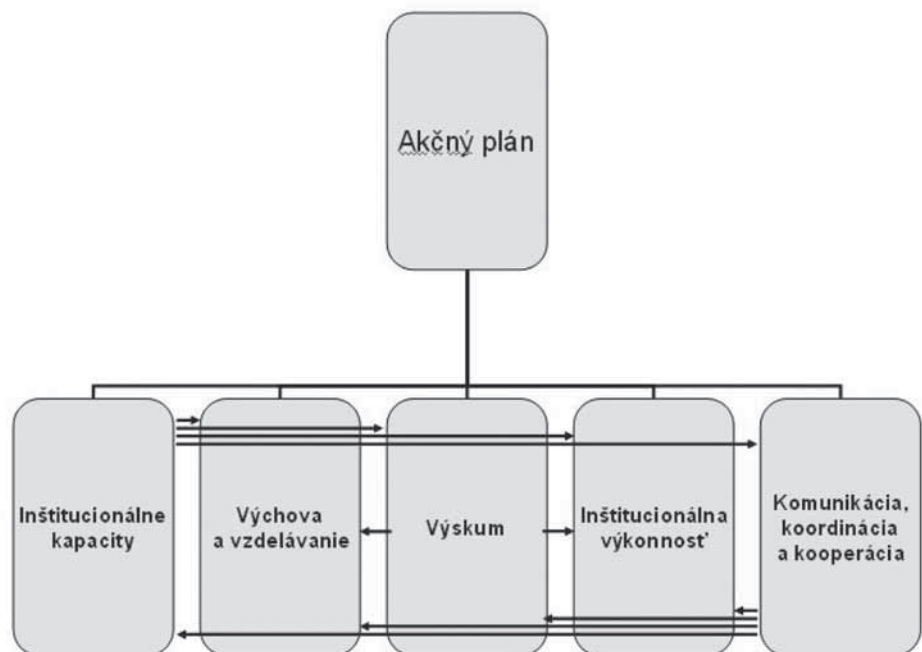 Akčný plán
Inštitucionálne
kapacity
Výchova
a vzdelávanie
Výskum
Inštitucionálna
výkonnosť
Komunikácia,
koordinácia
a kooperácia